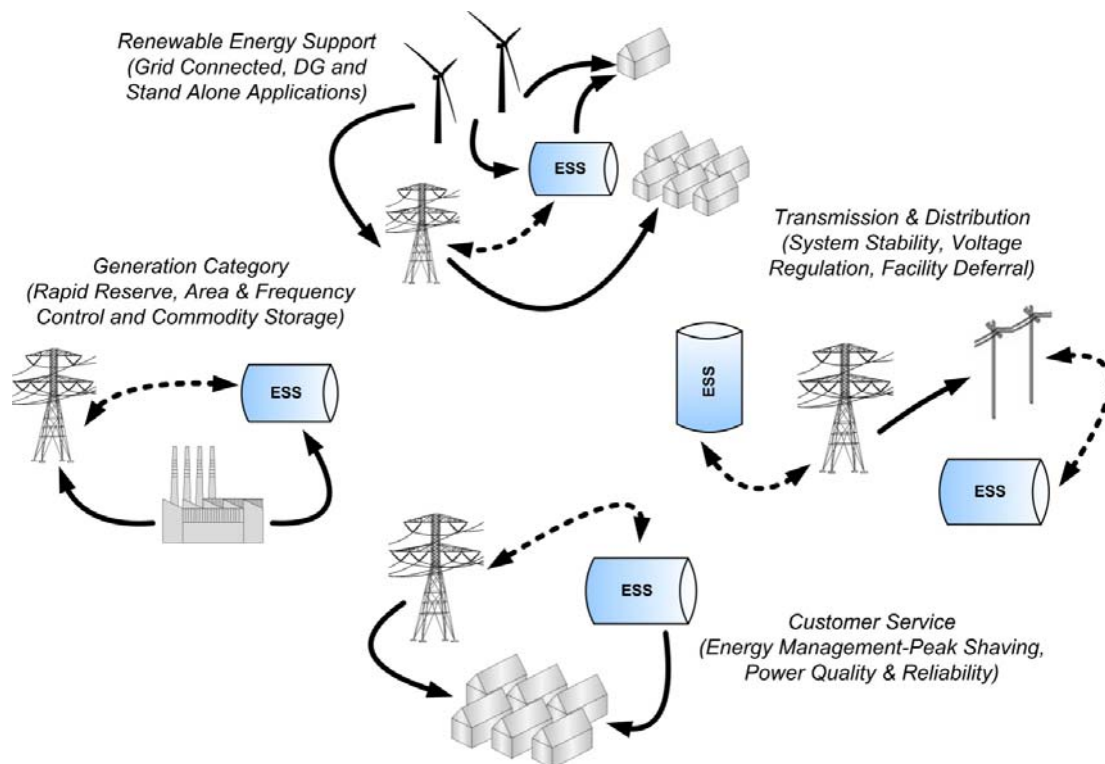 Renewable Energy Support
(Grid Connected, DG and
Stand Alone Applications)
ESS
Transmission & Distribution
(System Stability, Voltage
Regulation, Facility Deferral)
Generation Category
(Rapid Reserve, Area & Frequency
Control and Commodity Storage)
ESS
ESS
ESS
ESS
Customer Service
(Energy Management-Peak Shaving,
Power Quality & Reliability)